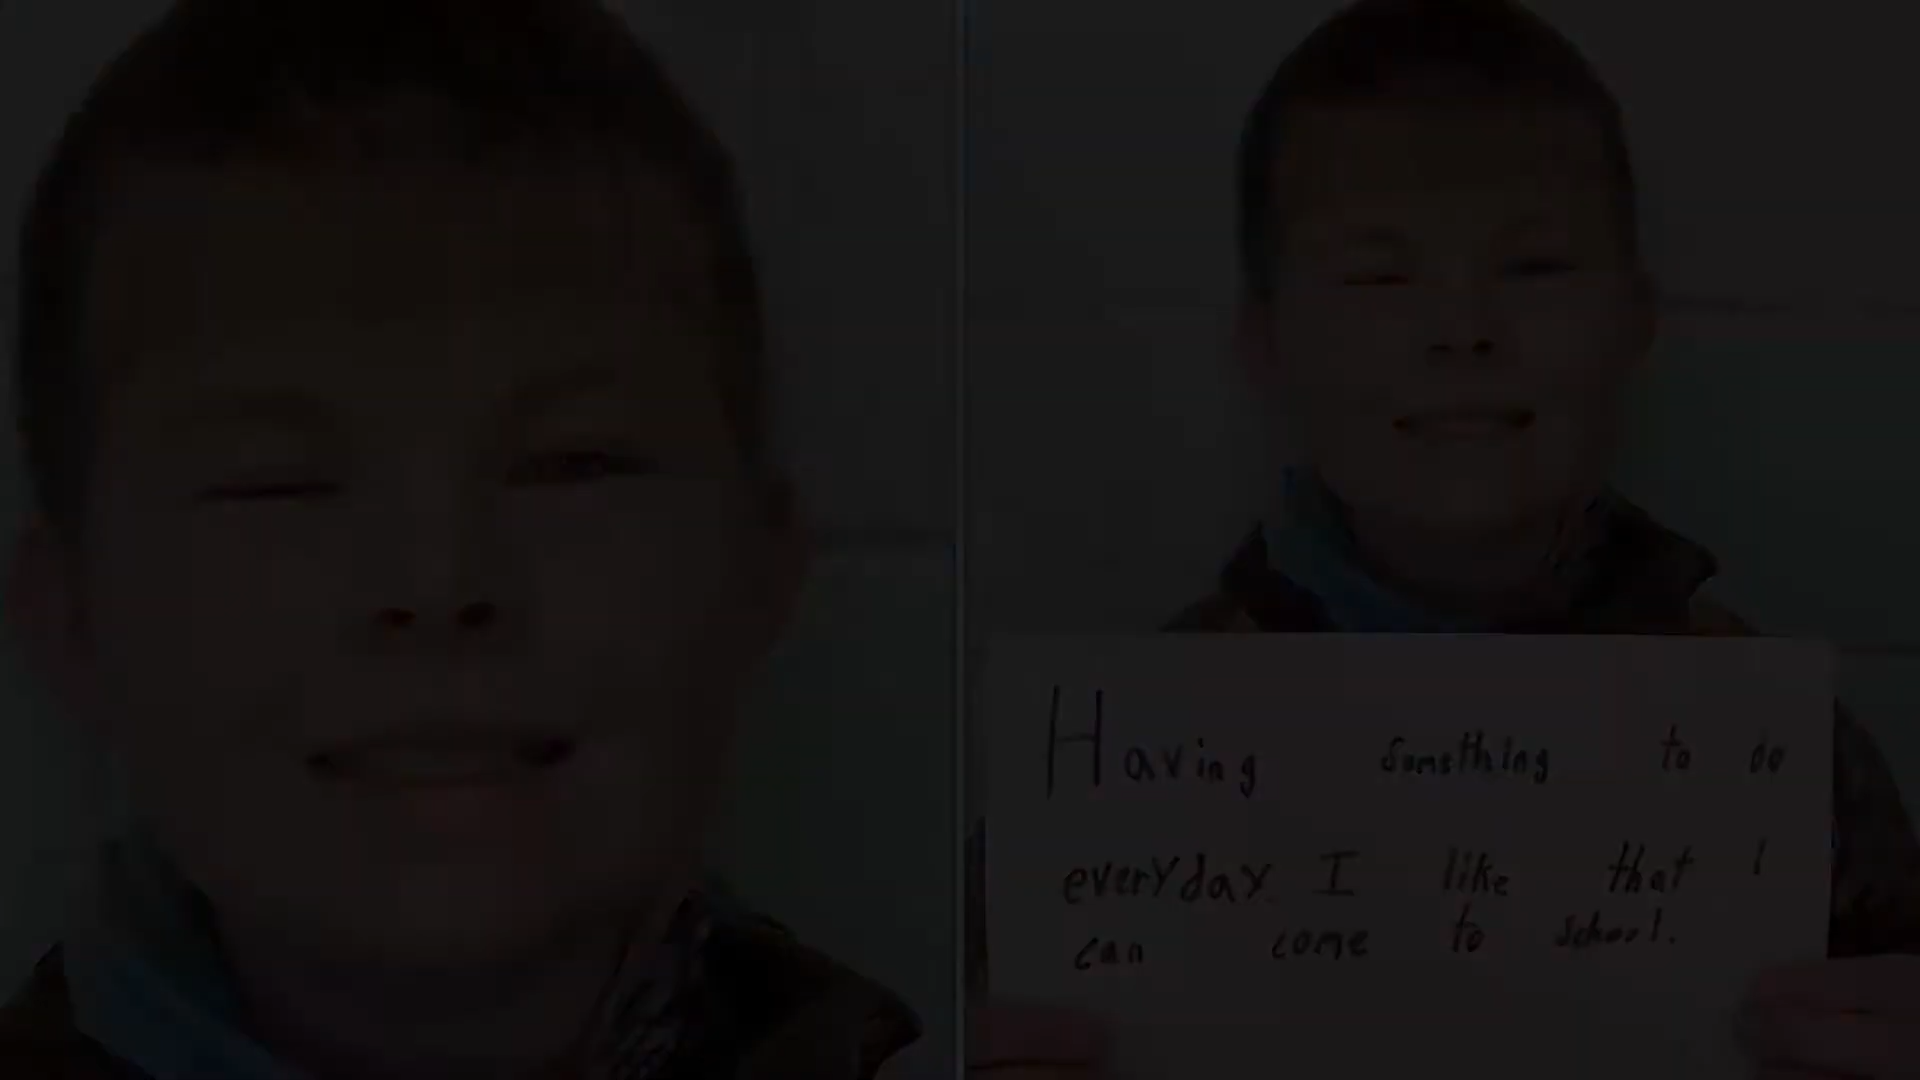 Having something to do
everyday. I like that I
can come to school.